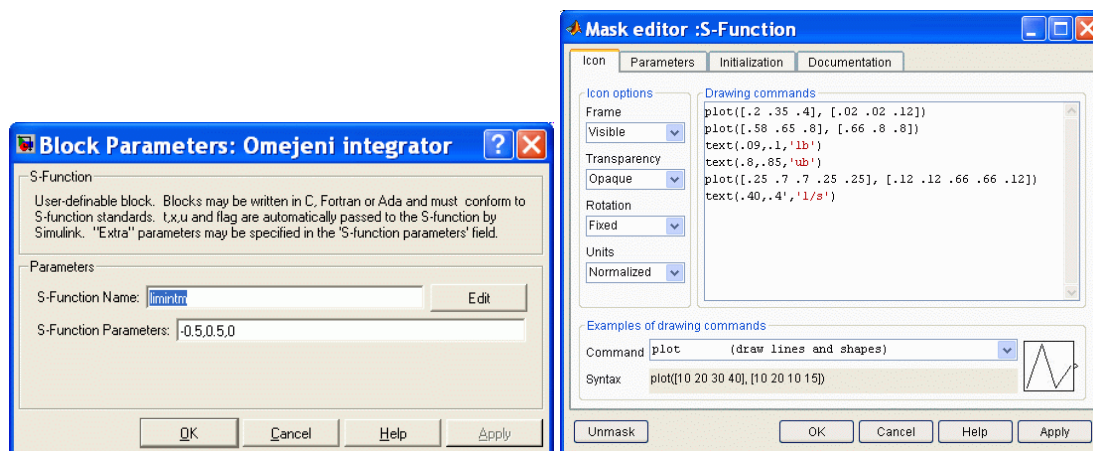 Block Parameters: Omejeni integrator
S-Function
User-definable block. Blocks may be written in C, Fortran or Ada and must conform to
S-function standards. t,x,u and flag are automatically passed to the S-function by
Simulink. "Extra" parameters may be specified in the 'S-function parameters' field.
Parameters
S-Function Name: limintm
Edit
S-Function Parameters: -0.5,0.5,0
OK Cancel Help Apply
Mask editor :S-Function
Icon Parameters Initialization Documentation
Icon options
Frame
Visible
Transparency
Opaque
Rotation
Fixed
Units
Normalized
Drawing commands
plot([.2 .35 .4], [.02 .02 .12])
plot([.58 .65 .8], [.66 .8 .8])
text(.09,.1,'lb')
text(.8,.85,'ub')
plot([.25 .7 .7 .25 .25], [.12 .12 .66 .66 .12])
text(.40,.4','1/s')
Examples of drawing commands
Command plot (draw lines and shapes)
Syntax plot([10 20 30 40], [10 20 10 15])
Unmask OK Cancel Help Apply